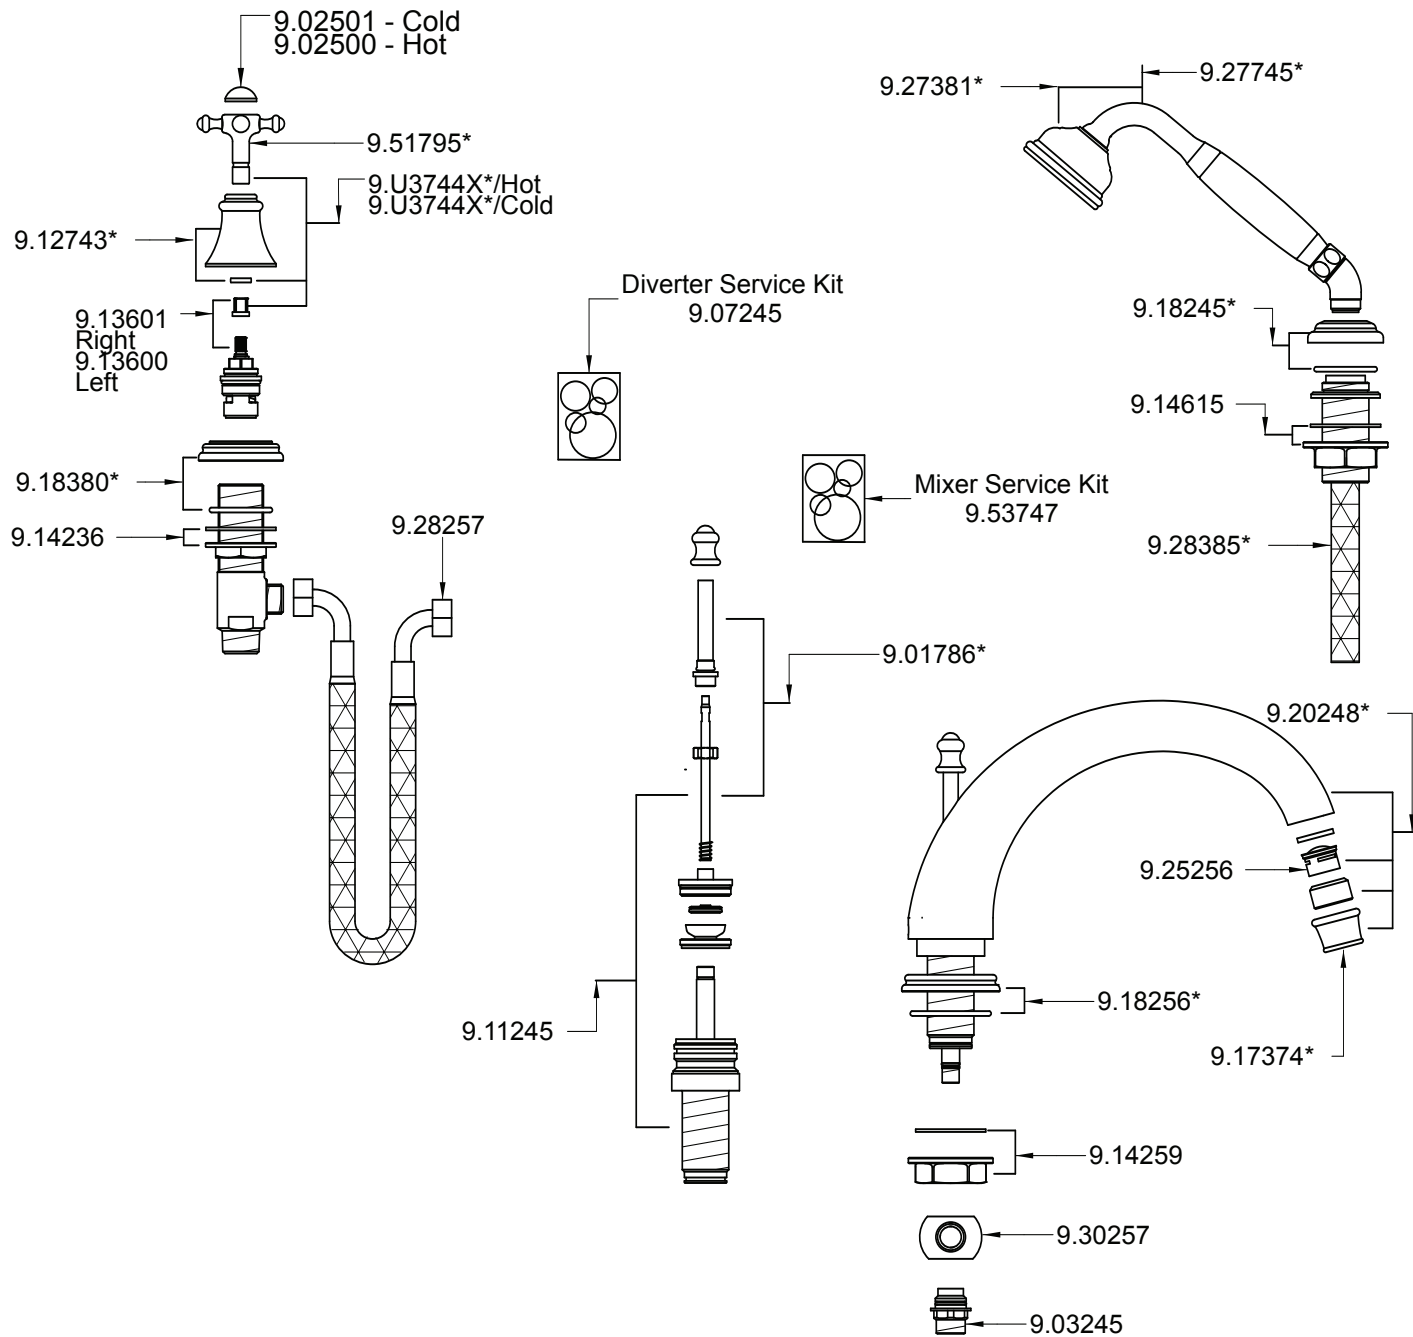 9.02501 - Cold
9.02500 - Hot
9.51795*
9.U3744X*/Hot
9.U3744X*/Cold
9.12743*
9.13601
Right
9.13600
Left
9.18380*
9.14236
9.28257
Diverter Service Kit
9.07245
Mixer Service Kit
9.53747
9.01786*
9.11245
9.27381*
9.27745*
9.18245*
9.14615
9.28385*
9.20248*
9.25256
9.18256*
9.17374*
9.14259
9.30257
9.03245